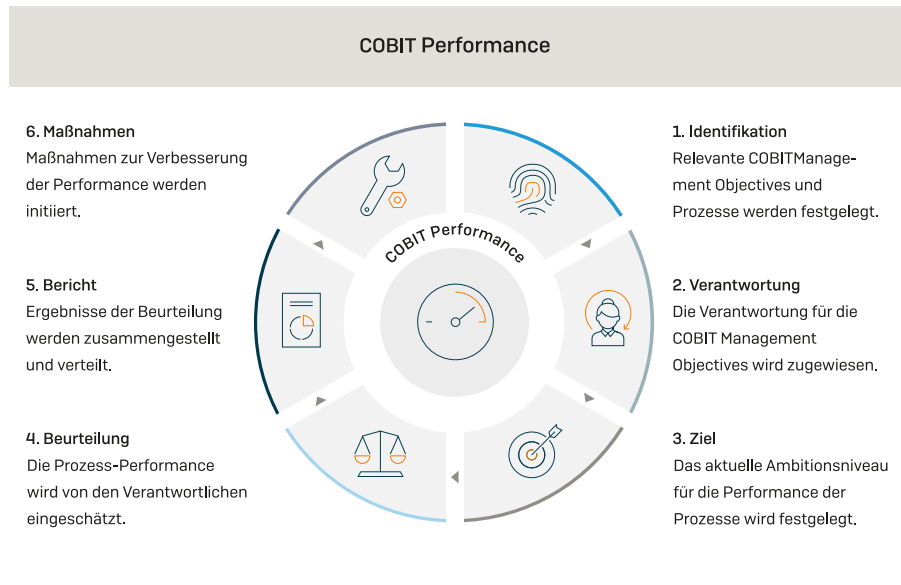 COBIT Performance
1. Identifikation
Relevante COBITManage-
ment Objectives und
Prozesse werden festgelegt.
2. Verantwortung
Die Verantwortung für die
COBIT Management
Objectives wird zugewiesen.
3. Ziel
Das aktuelle Ambitionsniveau
für die Performance der
Prozesse wird festgelegt.
4. Beurteilung
Die Prozess-Performance
wird von den Verantwortlichen
eingeschätzt.
5. Bericht
Ergebnisse der Beurteilung
werden zusammengestellt
und verteilt.
6. Maßnahmen
Maßnahmen zur Verbesserung
der Performance werden
initiiert.
COBIT Performance